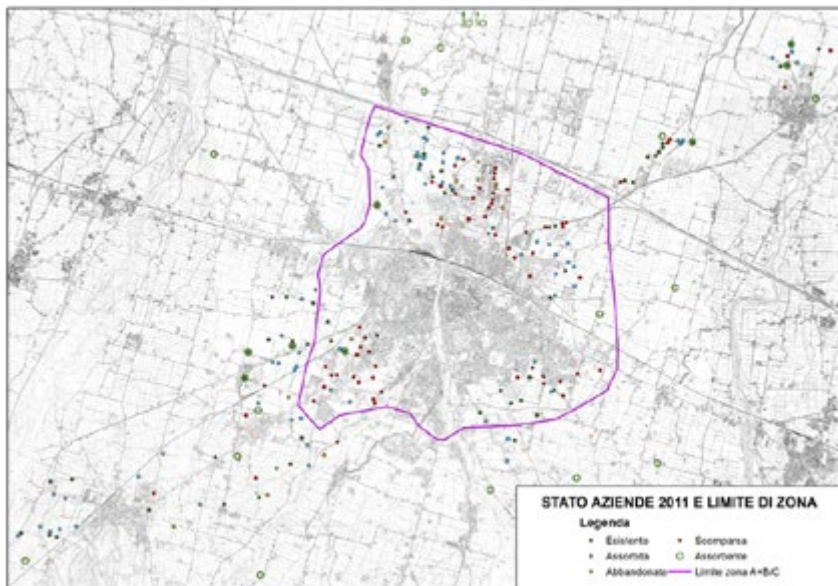 STATO AZIENDE 2011 E LIMITE DI ZONA
Legenda
Esistente
Scomparsa
Assorbita
Assorbente
Abbandonata
Limite zona A+B/C